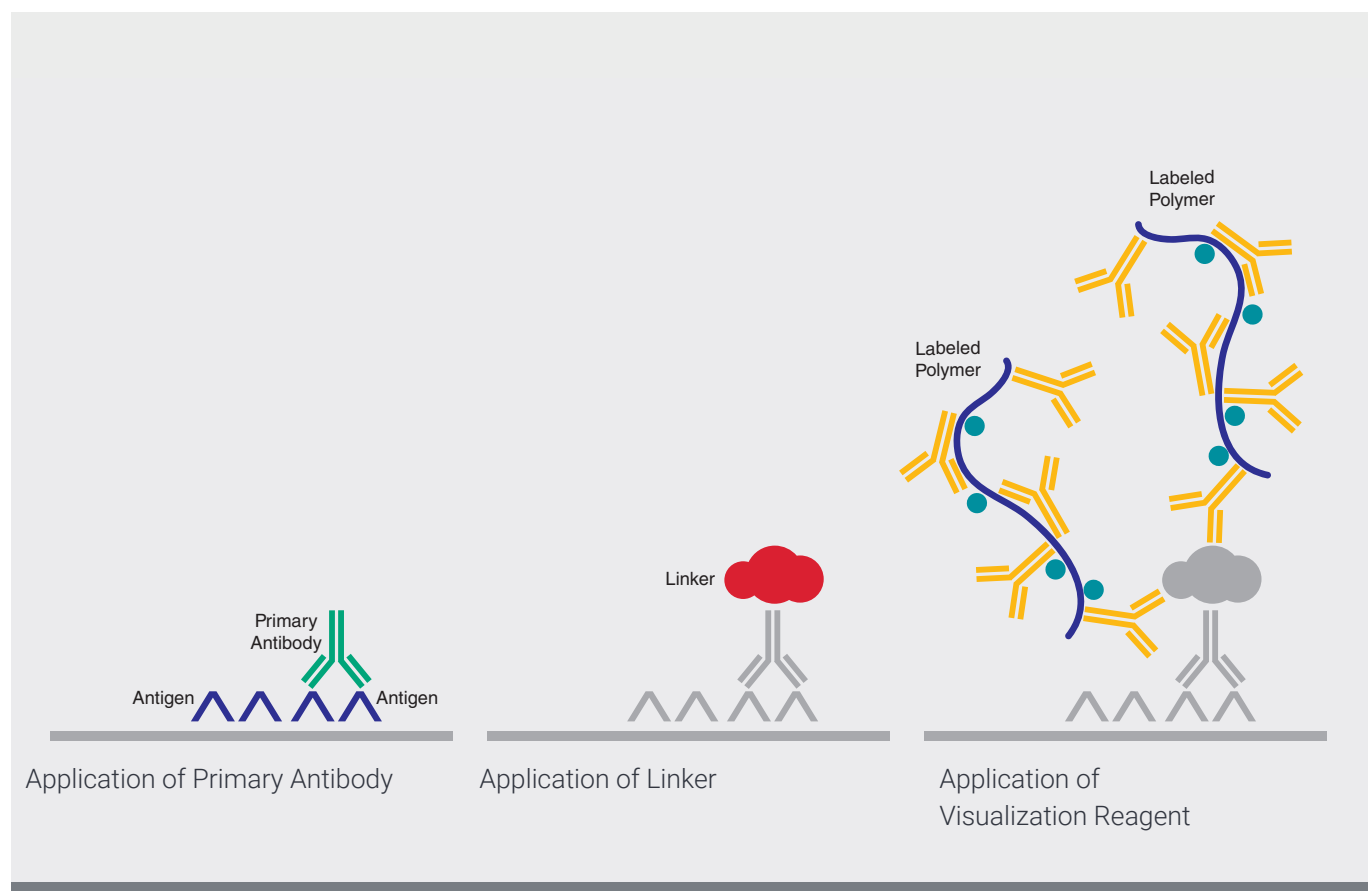 Primary
Antibody
Antigen
Antigen
Application of Primary Antibody
Linker
Application of Linker
Labeled
Polymer
Labeled
Polymer
Application of
Visualization Reagent